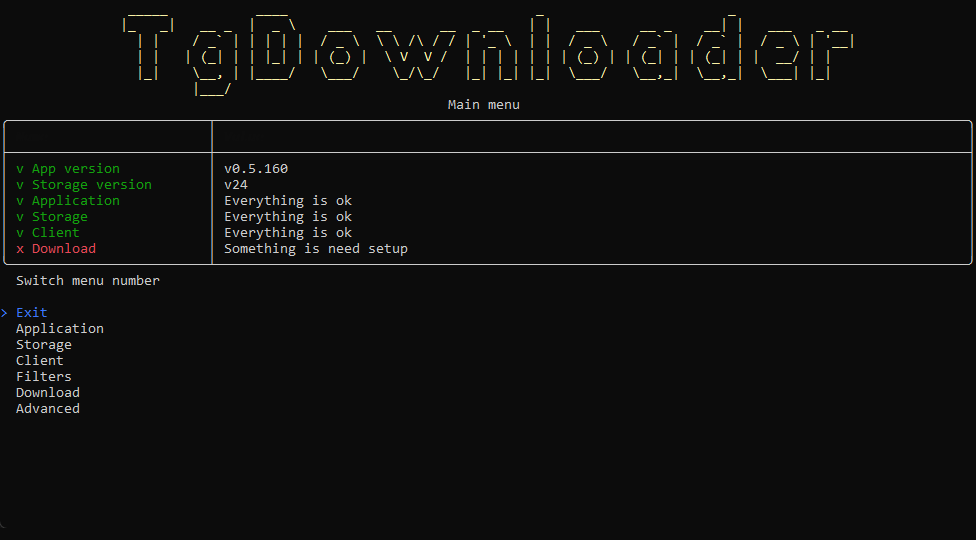 TgDownloader
Main menu
v App version v0.5.160
v Storage version v24
v Application Everything is ok
v Storage Everything is ok
v Client Everything is ok
x Download Something is need setup
Switch menu number
> Exit
Application
Storage
Client
Filters
Download
Advanced